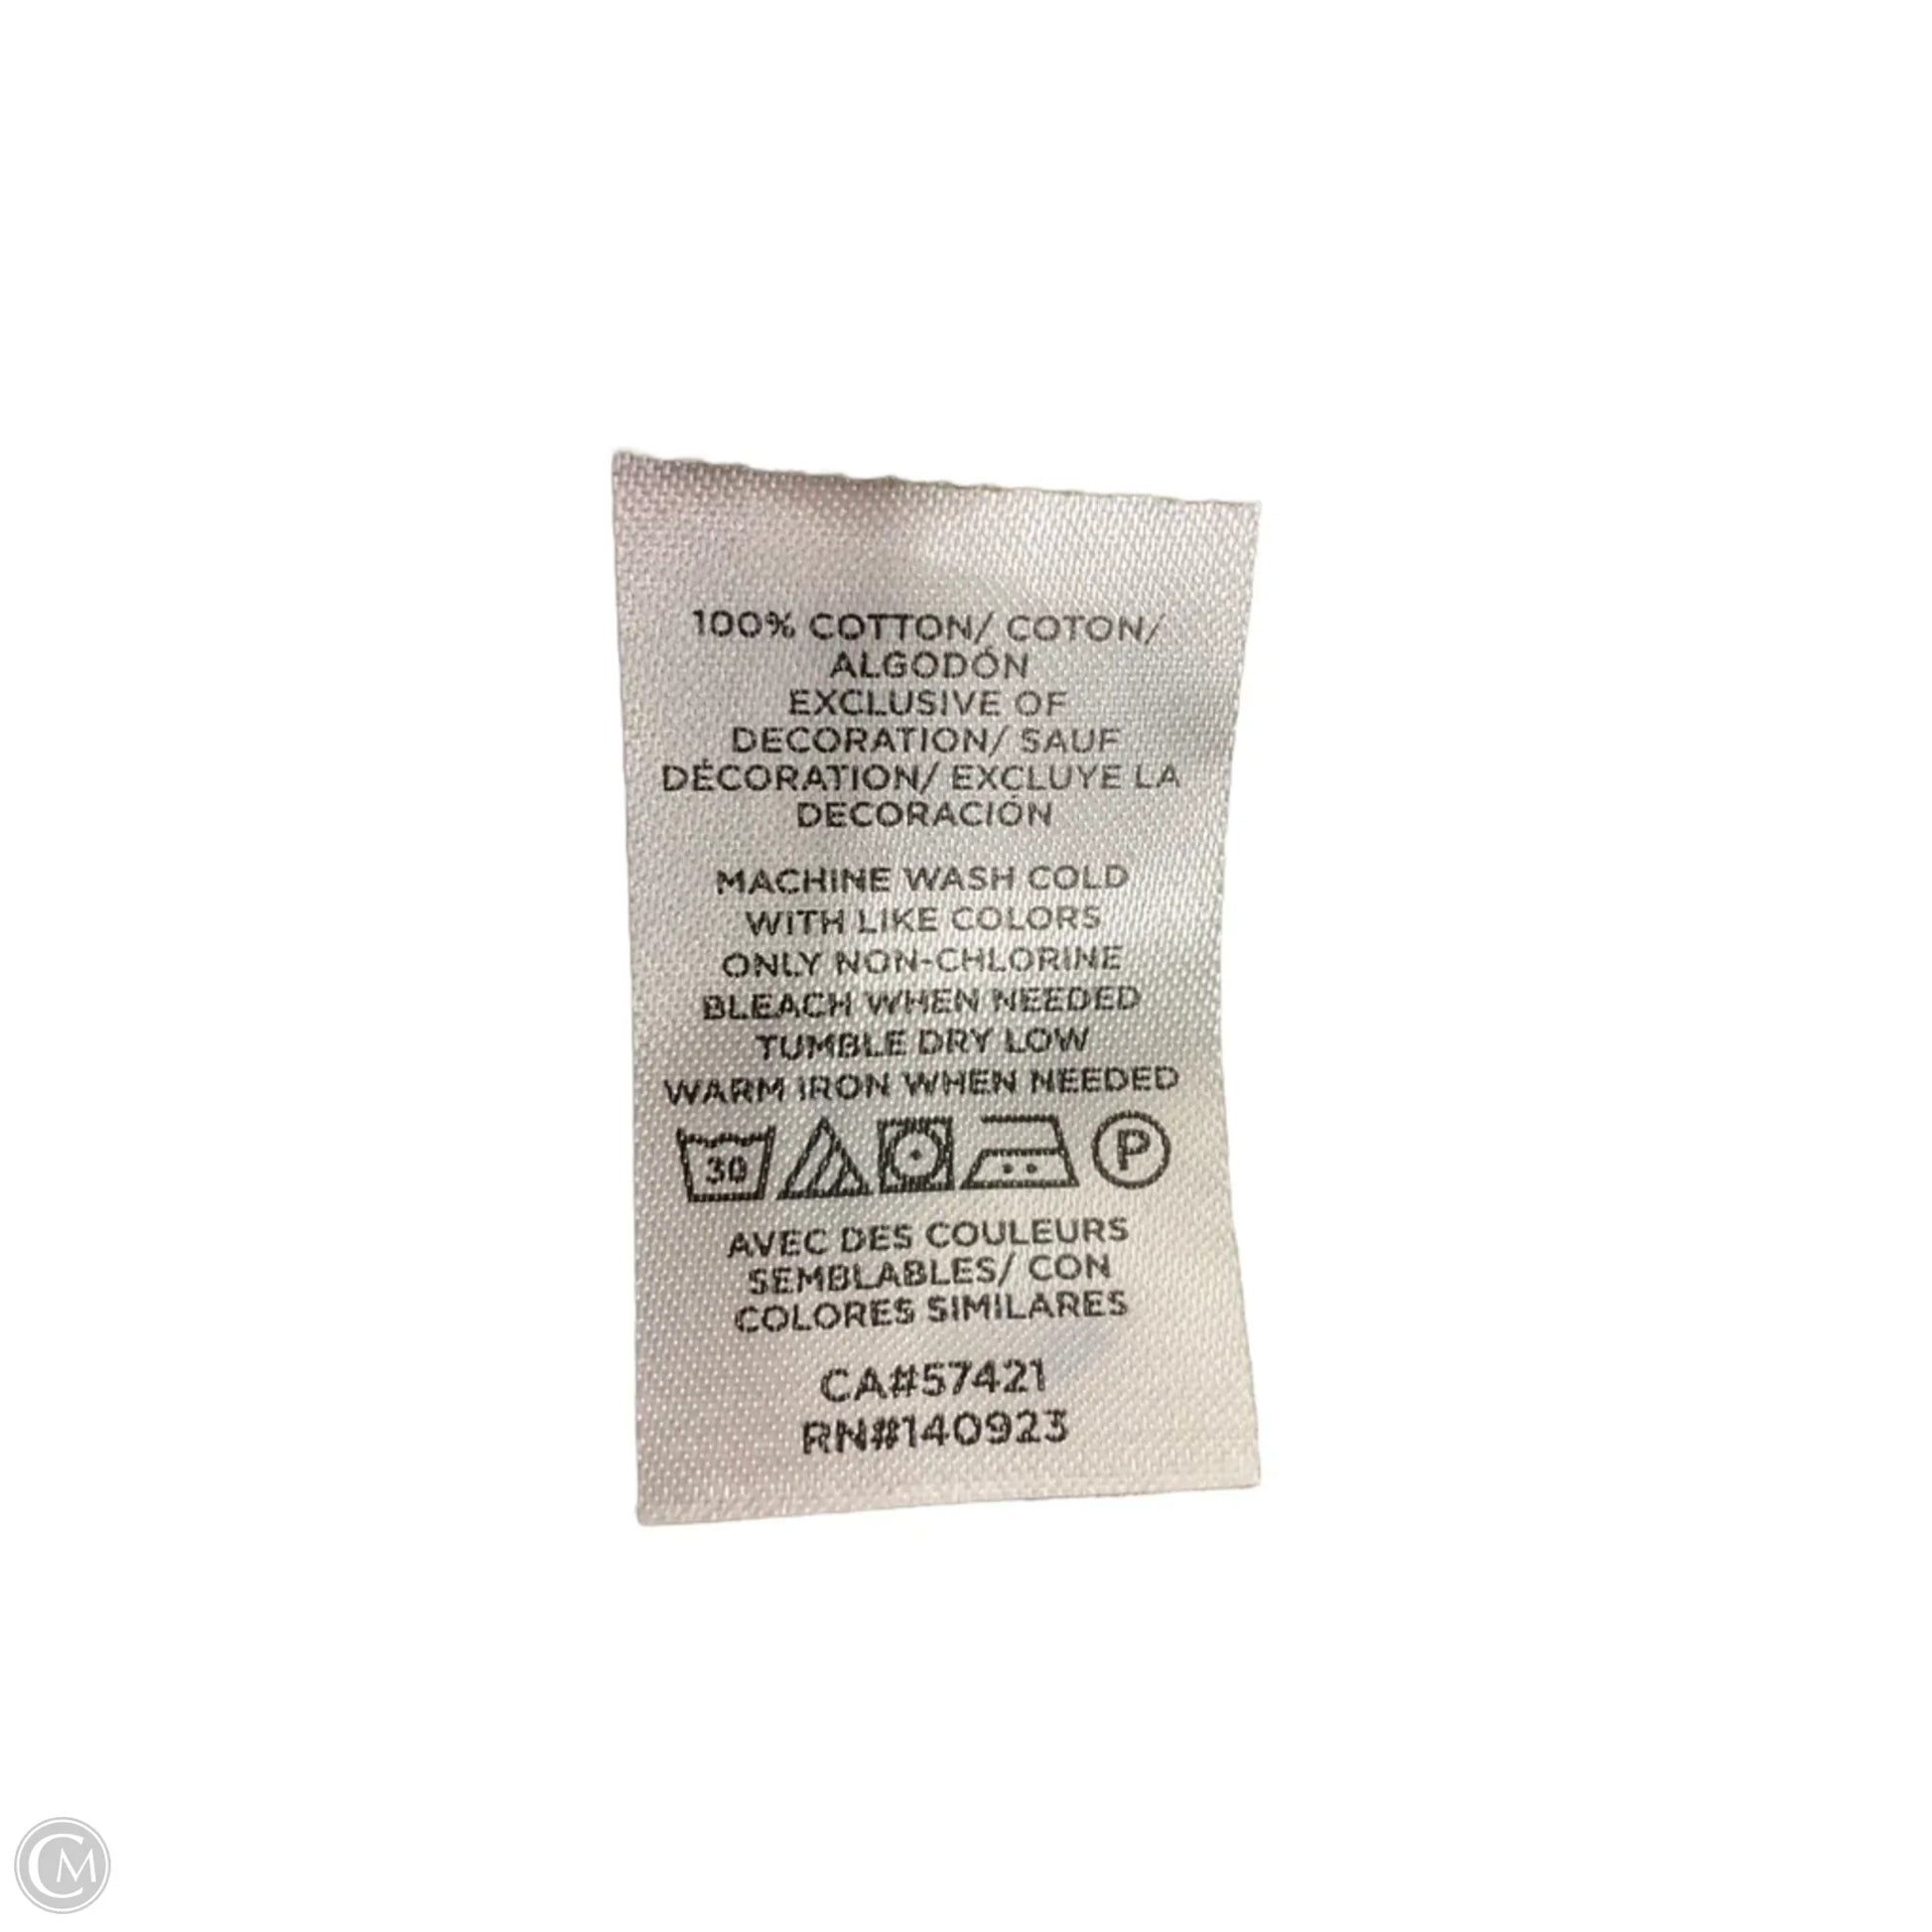 100% COTTON/ COTON/
ALGODÓN
EXCLUSIVE OF
DECORATION/ SAUF
DÉCORATION/ EXCLUYE LA
DECORACIÓN
MACHINE WASH COLD
WITH LIKE COLORS
ONLY NON-CHLORINE
BLEACH WHEN NEEDED
TUMBLE DRY LOW
WARM IRON WHEN NEEDED
30 P
AVEC DES COULEURS
SEMBLABLES/ CON
COLORES SIMILARES
CA#57421
RN#140923
CM